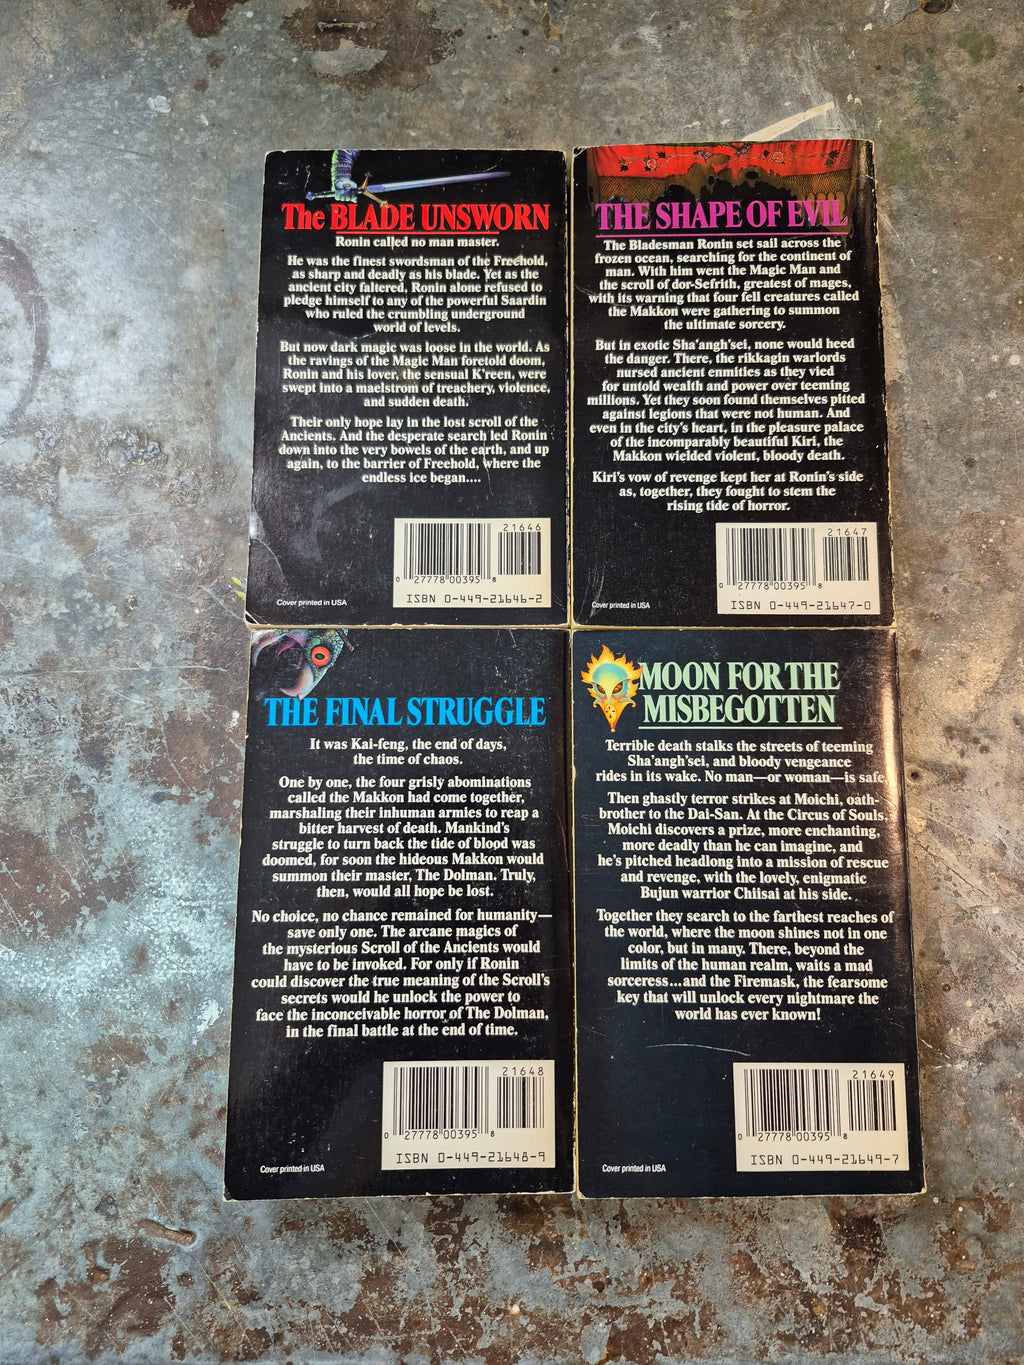 The BLADE UNSWORN
Ronin called no man master.
He was the finest swordsman of the Freehold,
as sharp and deadly as his blade. Yet as the
ancient city faltered, Ronin alone refused to
pledge himself to any of the powerful Saardin
who ruled the crumbling underground
world of levels.
But now dark magic was loose in the world. As
the ravings of the Magic Man foretold doom,
Ronin and his lover, the sensual K'reen, were
swept into a maelstrom of treachery, violence,
and sudden death.
Their only hope lay in the lost scroll of the
Ancients. And the desperate search led Ronin
down into the very bowels of the earth, and up
again, to the barrier of Freehold, where the
endless ice began....
21646
0 27778 00395 8
ISBN 0-449-21646-2
Cover printed in USA
THE SHAPE OF EVIL
The Bladesman Ronin set sail across the
frozen ocean, searching for the continent of
man. With him went the Magic Man and
the scroll of dor-Sefrith, greatest of mages,
with its warning that four fell creatures called
the Makkon were gathering to summon
the ultimate sorcery.
But in exotic Sha'angh'sei, none would heed
the danger. There, the rikkagin warlords
nursed ancient enmities as they vied
for untold wealth and power over teeming
millions. Yet they soon found themselves pitted
against legions that were not human. And
even in the city's heart, in the pleasure palace
of the incomparably beautiful Kiri, the
Makkon wielded violent, bloody death.
Kiri's vow of revenge kept her at Ronin's side
as, together, they fought to stem the
rising tide of horror.
21647
0 27778 00395 8
ISBN 0-449-21647-0
Cover printed in USA
THE FINAL STRUGGLE
It was Kai-feng, the end of days,
the time of chaos.
One by one, the four grisly abominations
called the Makkon had come together,
marshaling their inhuman armies to reap a
bitter harvest of death. Mankind's
struggle to turn back the tide of blood was
doomed, for soon the hideous Makkon would
summon their master, The Dolman. Truly,
then, would all hope be lost.
No choice, no chance remained for humanity—
save only one. The arcane magics of
the mysterious Scroll of the Ancients would
have to be invoked. For only if Ronin
could discover the true meaning of the Scroll's
secrets would he unlock the power to
face the inconceivable horror of The Dolman,
in the final battle at the end of time.
21648
0 27778 00395 8
ISBN 0-449-21648-9
Cover printed in USA
MOON FOR THE
MISBEGOTTEN
Terrible death stalks the streets of teeming
Sha'angh'sei, and bloody vengeance
rides in its wake. No man—or woman—is safe.
Then ghastly terror strikes at Moichi, oath-
brother to the Dai-San. At the Circus of Souls,
Moichi discovers a prize, more enchanting,
more deadly than he can imagine, and
he's pitched headlong into a mission of rescue
and revenge, with the lovely, enigmatic
Bujun warrior Chiisai at his side.
Together they search to the farthest reaches of
the world, where the moon shines not in one
color, but in many. There, beyond the
limits of the human realm, waits a mad
sorceress...and the Firemask, the fearsome
key that will unlock every nightmare the
world has ever known!
21649
0 27778 00395 8
ISBN 0-449-21649-7
Cover printed in USA